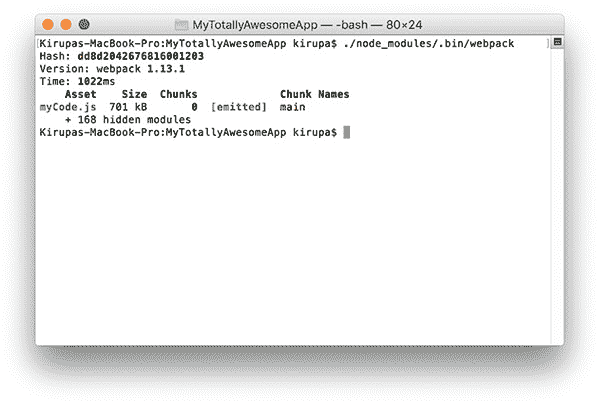 MyTotallyAwesomeApp — -bash — 80×24
[Kirupas-MacBook-Pro:MyTotallyAwesomeApp kirupa$ ./node_modules/.bin/webpack ]
Hash: dd8d2042676816001203
Version: webpack 1.13.1
Time: 1022ms
    Asset    Size  Chunks             Chunk Names
myCode.js  701 kB       0  [emitted]  main
    + 168 hidden modules
Kirupas-MacBook-Pro:MyTotallyAwesomeApp kirupa$